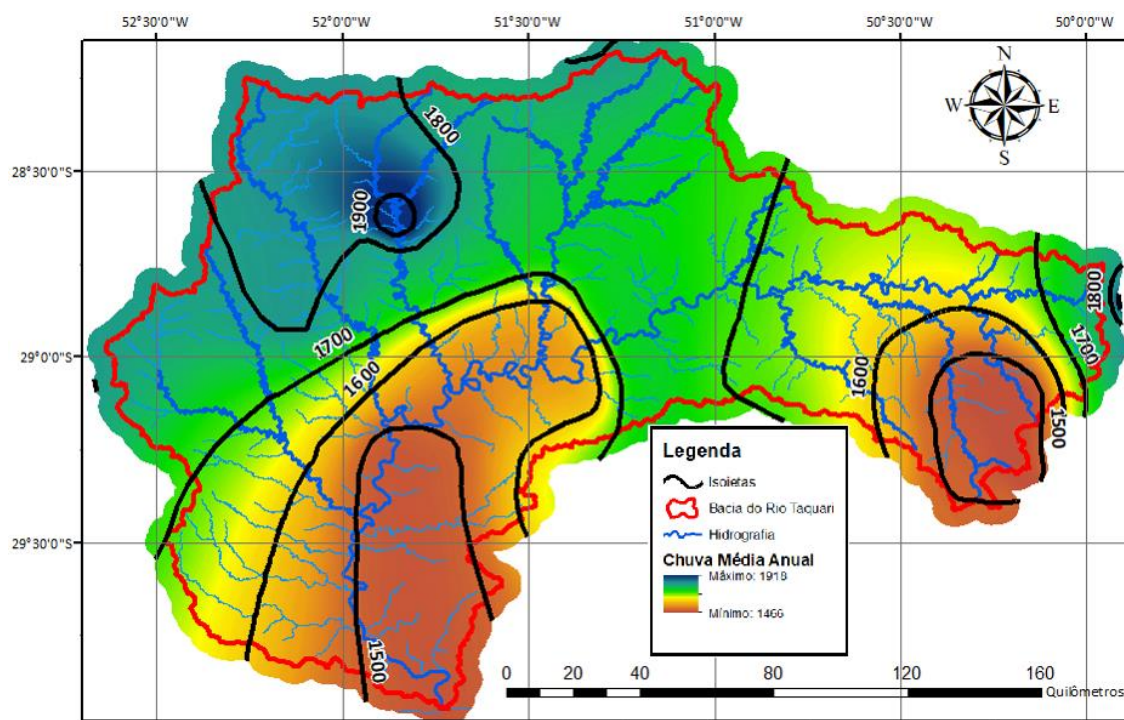 52°30'0"W 52°0'0"W 51°30'0"W 51°0'0"W 50°30'0"W 50°0'0"W
N
W E
S
1800
28°30'0"S
1900
1800
1700
29°0'0"S
1700
1600
1600
1500
Legenda
Isoietas
Bacia do Rio Taquari
Hidrografia
Chuva Média Anual
Máximo: 1918
Mínimo: 1466
29°30'0"S
1500
0 20 40 80 120 160
Quilômetros